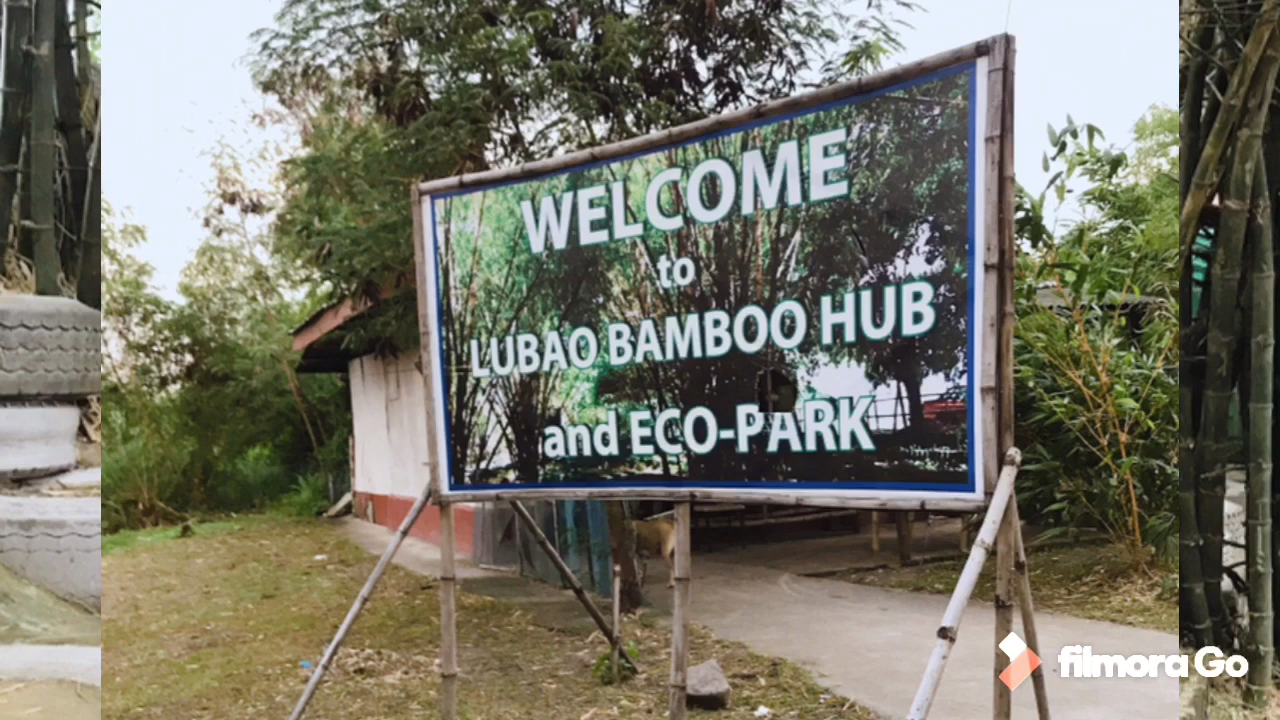 WELCOME
to
LUBAO BAMBOO HUB
and ECO-PARK
filmora Go